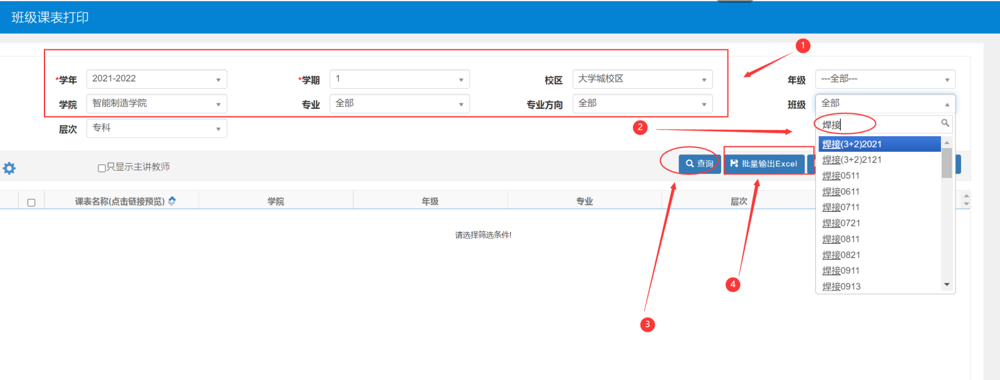 班级课表打印
1
*学年 2021-2022 *学期 1 校区 大学城校区 年级 ---全部---
学院 智能制造学院 专业 全部 专业方向 全部 班级 全部
层次 专科
2
焊接
焊接(3+2)2021
焊接(3+2)2121
焊接0511
焊接0611
焊接0711
焊接0721
焊接0811
焊接0821
焊接0911
焊接0913
只显示主讲教师 查询 批量输出Excel
课表名称(点击链接预览) 学院 年级 专业 层次
请选择筛选条件!
4
3